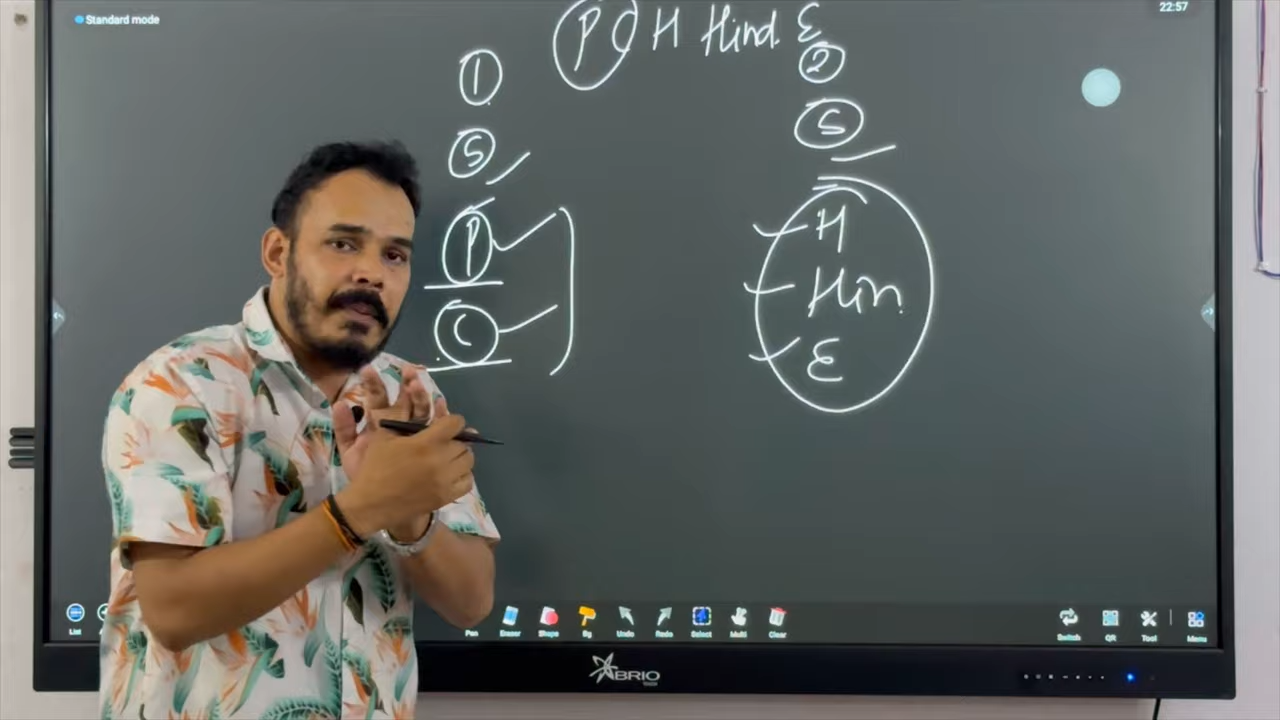 Standard mode
22:57
P H Hind. E
1 2
S S
P H
C Hin.
E
List Pen Eraser Shape Bg Undo Redo Select Multi Clear Switch QR Tool Menu
ABRIO